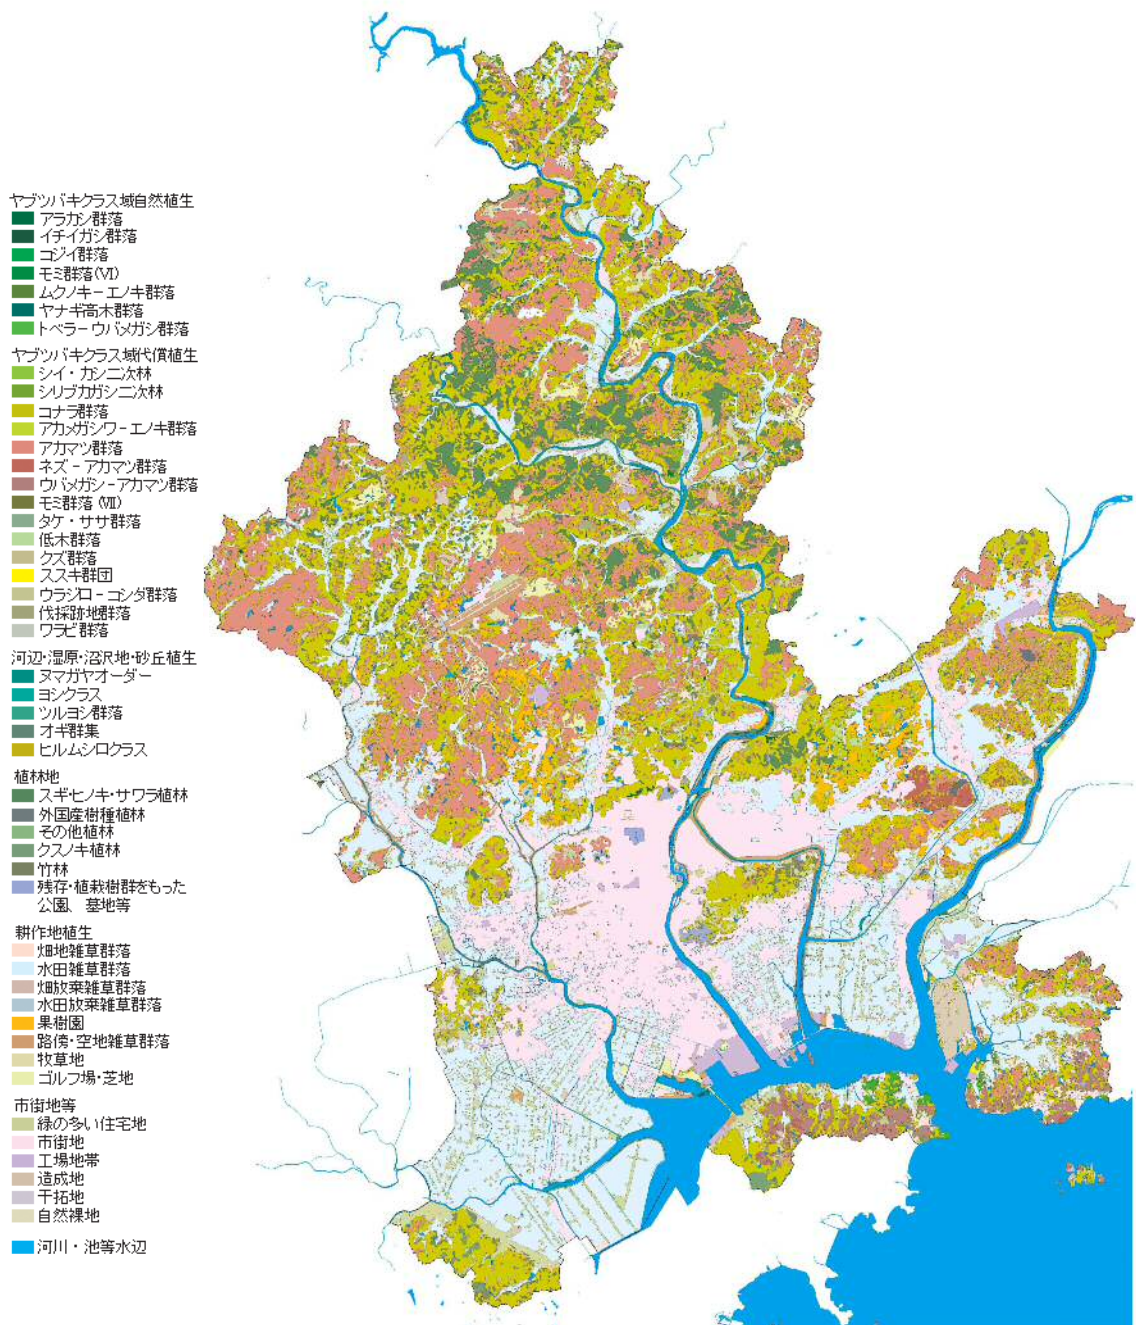 ヤブツバキクラス域自然植生
アラカシ群落
イチイガシ群落
コジイ群落
モミ群落(Ⅵ)
ムクノキーエノキ群落
ヤナギ高木群落
トベラーウバメガシ群落
ヤブツバキクラス域代償植生
シイ・カシ二次林
シリブカガシ二次林
コナラ群落
アカメガシワーエノキ群落
アカマツ群落
ネズ－アカマツ群落
ウバメガシ－アカマツ群落
モミ群落(Ⅶ)
タケ・ササ群落
低木群落
クズ群落
ススキ群団
ウラジローコシダ群落
伐採跡地群落
ワラビ群落
河辺・湿原・沼沢地・砂丘植生
ヌマガヤオーダー
ヨシクラス
ツルヨシ群落
オギ群集
ヒルムシロクラス
植林地
スギ・ヒノキ・サワラ植林
外国産樹種植林
その他植林
クスノキ植林
竹林
残存・植栽樹群をもった
公園、墓地等
耕作地植生
畑地雑草群落
水田雑草群落
畑放棄雑草群落
水田放棄雑草群落
果樹園
路傍・空地雑草群落
牧草地
ゴルフ場・芝地
市街地等
緑の多い住宅地
市街地
工場地帯
造成地
干拓地
自然裸地
河川・池等水辺